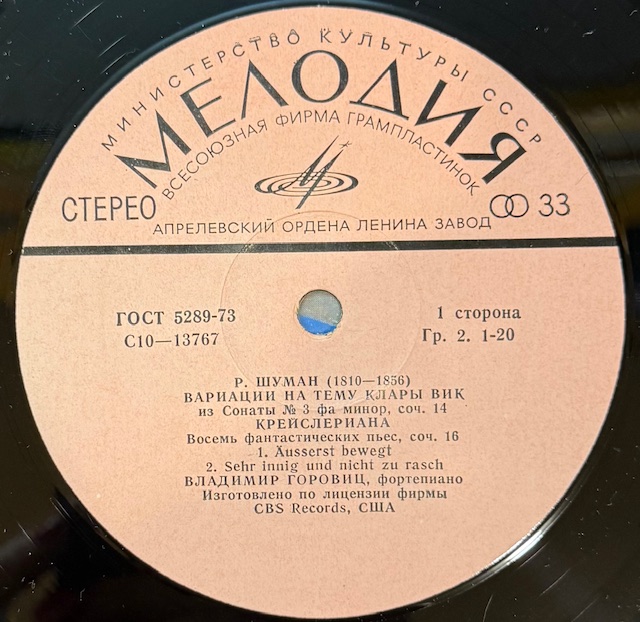 МИНИСТЕРСТВО КУЛЬТУРЫ СССР
МЕЛОДИЯ
ВСЕСОЮЗНАЯ ФИРМА ГРАМПЛАСТИНОК
СТЕРЕО
33
АПРЕЛЕВСКИЙ ОРДЕНА ЛЕНИНА ЗАВОД
ГОСТ 5289-73
С10—13767
1 сторона
Гр. 2. 1-20
Р. ШУМАН (1810—1856)
ВАРИАЦИИ НА ТЕМУ КЛАРЫ ВИК
из Сонаты № 3 фа минор, соч. 14
КРЕЙСЛЕРИАНА
Восемь фантастических пьес, соч. 16
1. Äusserst bewegt
2. Sehr innig und nicht zu rasch
ВЛАДИМИР ГОРОВИЦ, фортепиано
Изготовлено по лицензии фирмы
CBS Records, США